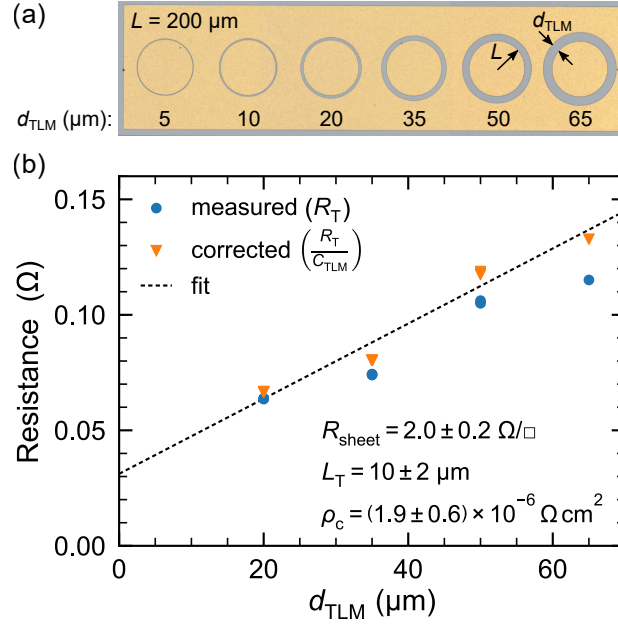 (a)
L = 200 µm
d_TLM
L
d_TLM (µm): 5 10 20 35 50 65
(b)
0.15
0.10
0.05
0.00
Resistance (Ω)
measured (R_T)
corrected (R_T/C_TLM)
fit
R_sheet = 2.0 ± 0.2 Ω/□
L_T = 10 ± 2 µm
ρ_c = (1.9 ± 0.6) × 10⁻⁶ Ω cm²
0 20 40 60
d_TLM (µm)